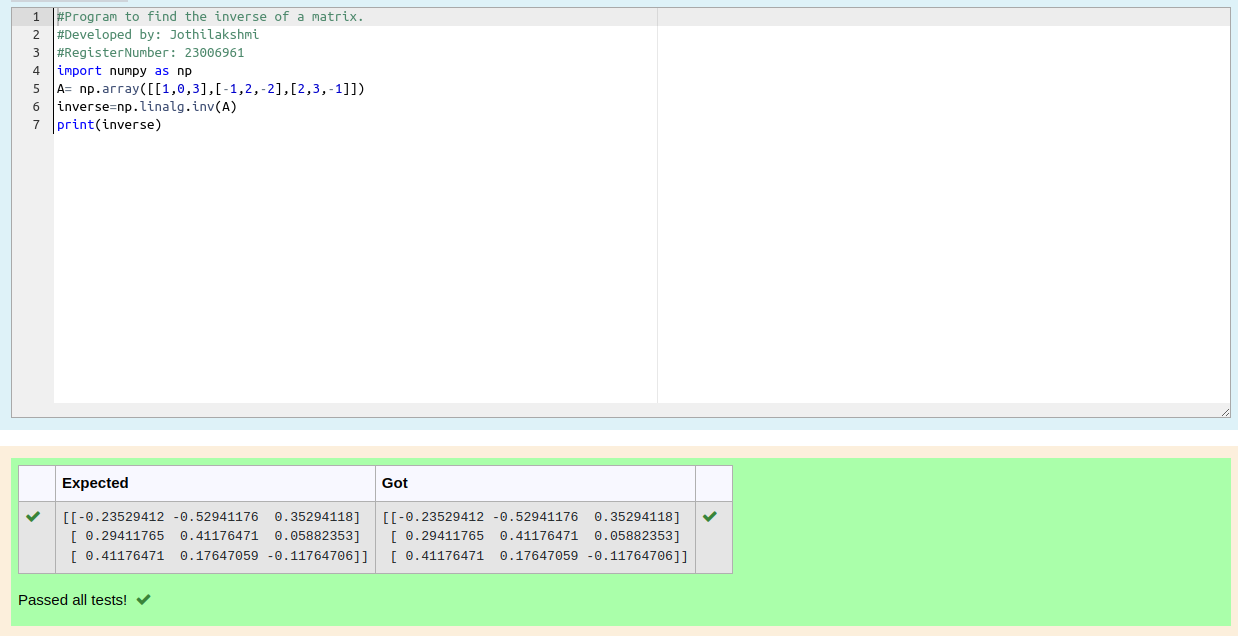 1 #Program to find the inverse of a matrix.
2 #Developed by: Jothilakshmi
3 #RegisterNumber: 23006961
4 import numpy as np
5 A= np.array([[1,0,3],[-1,2,-2],[2,3,-1]])
6 inverse=np.linalg.inv(A)
7 print(inverse)
Expected Got
[[-0.23529412 -0.52941176  0.35294118] [[-0.23529412 -0.52941176  0.35294118]
[ 0.29411765  0.41176471  0.05882353] [ 0.29411765  0.41176471  0.05882353]
[ 0.41176471  0.17647059 -0.11764706]] [ 0.41176471  0.17647059 -0.11764706]]
Passed all tests!